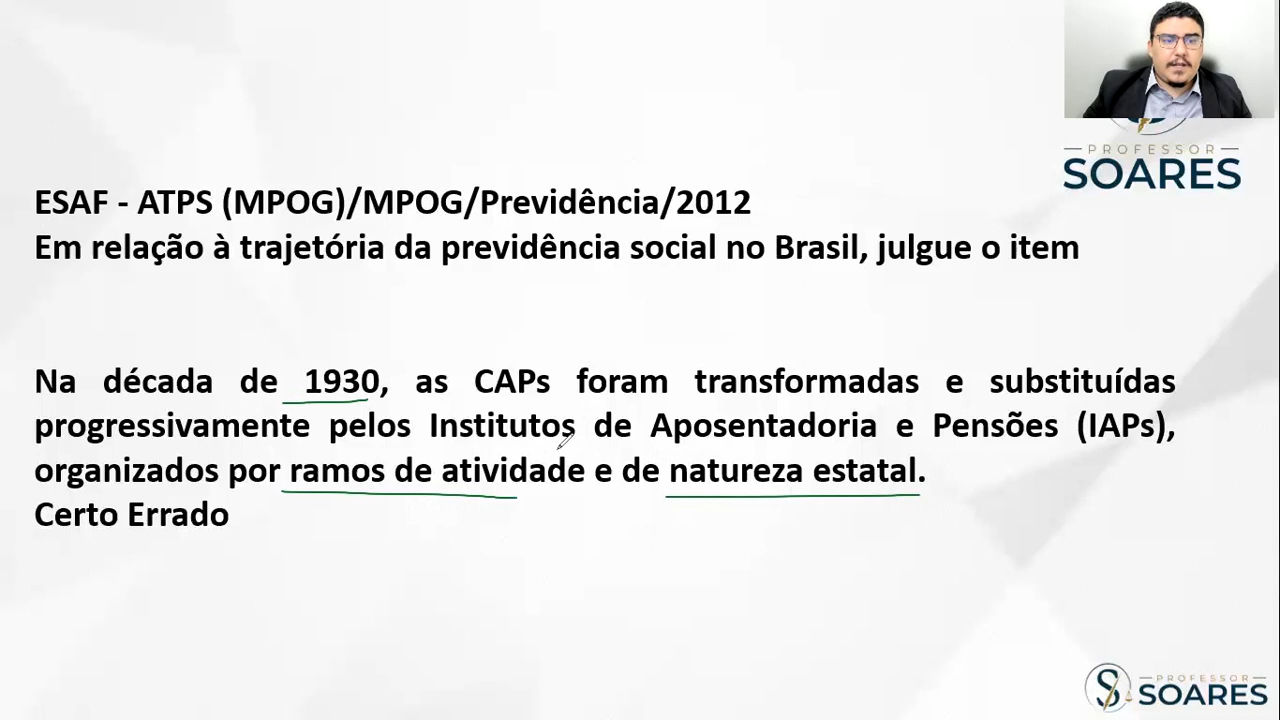 PROFESSOR
SOARES
ESAF - ATPS (MPOG)/MPOG/Previdência/2012
Em relação à trajetória da previdência social no Brasil, julgue o item
Na década de 1930, as CAPs foram transformadas e substituídas
progressivamente pelos Institutos de Aposentadoria e Pensões (IAPs),
organizados por ramos de atividade e de natureza estatal.
Certo Errado
PROFESSOR
SOARES